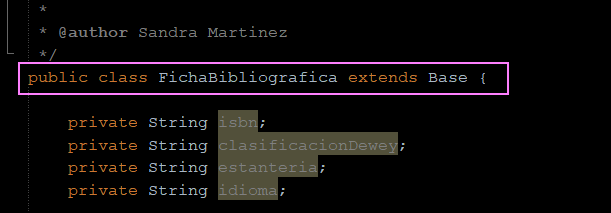 *
* @author Sandra Martinez
*/
public class FichaBibliografica extends Base {
private String isbn;
private String clasificacionDewey;
private String estanteria;
private String idioma;